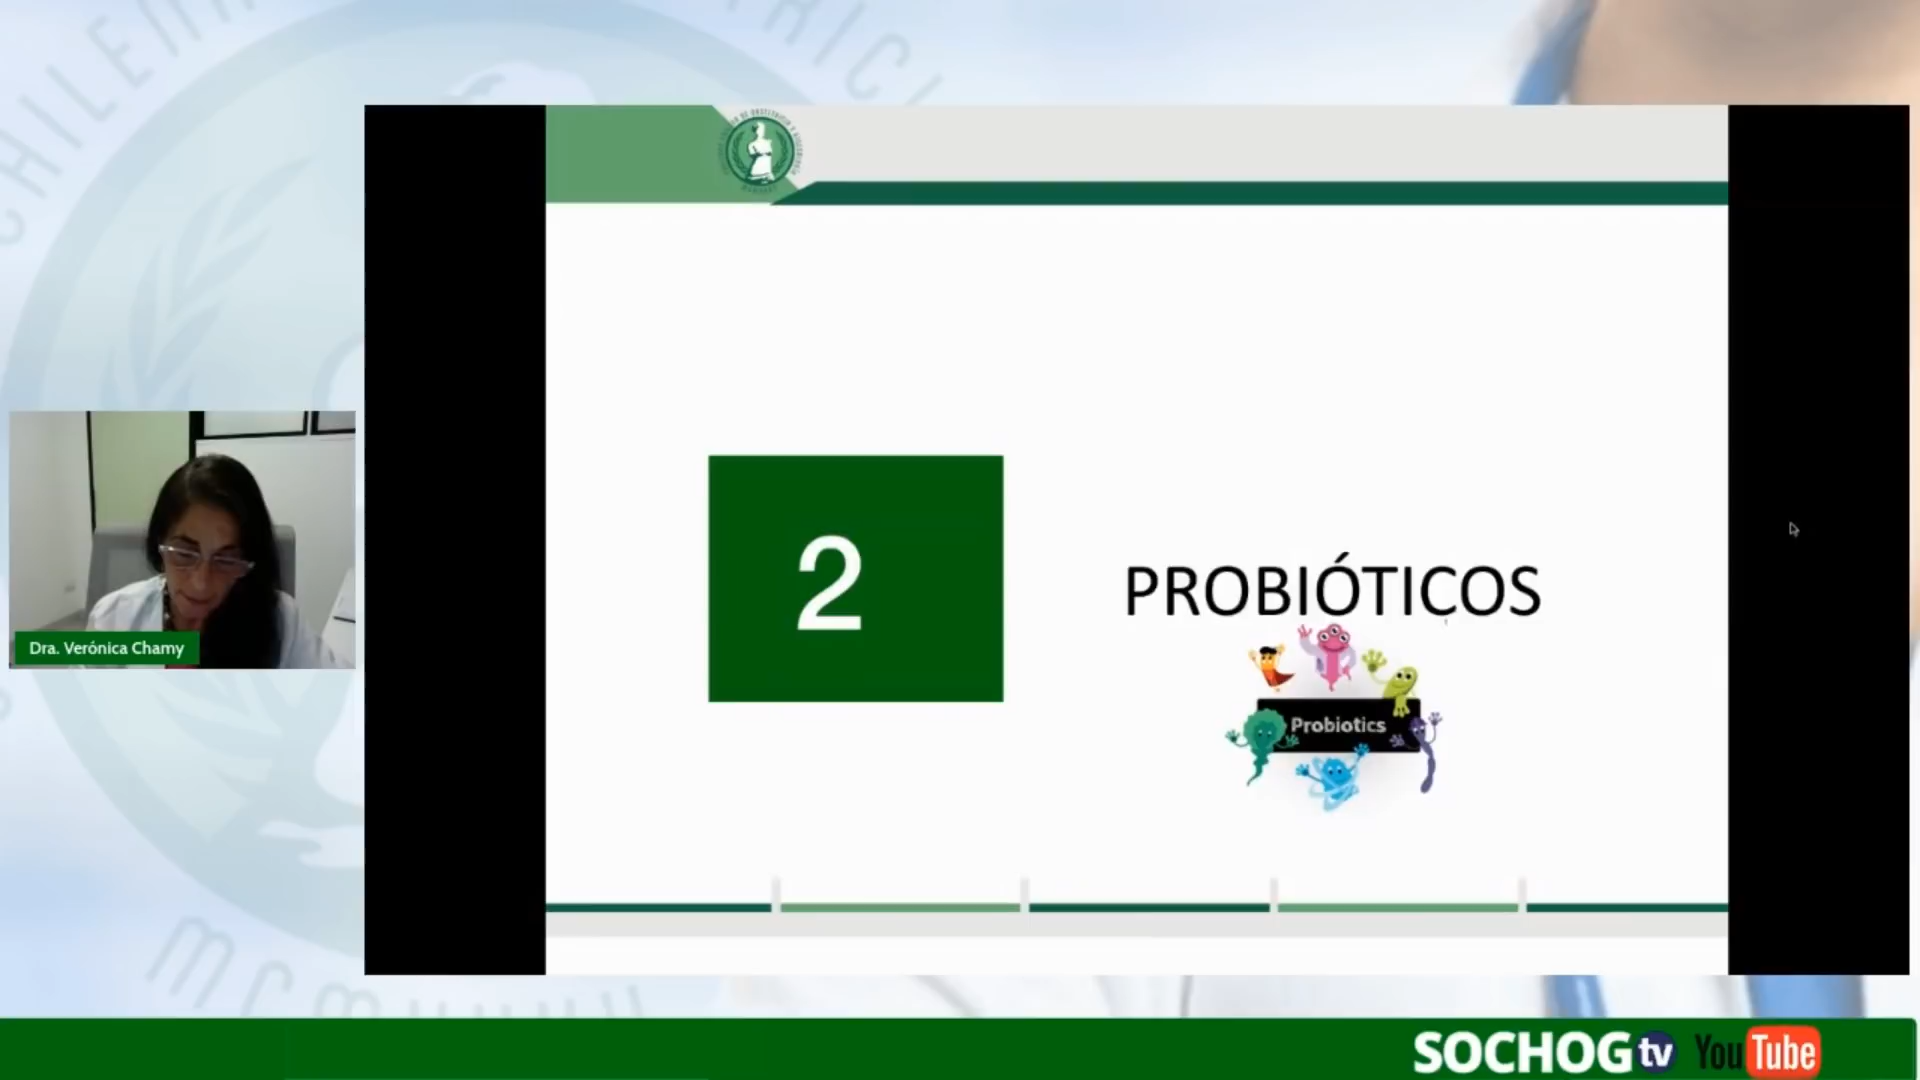 2
PROBIÓTICOS
Probiotics
Dra. Verónica Chamy
SOCHOG tv YouTube